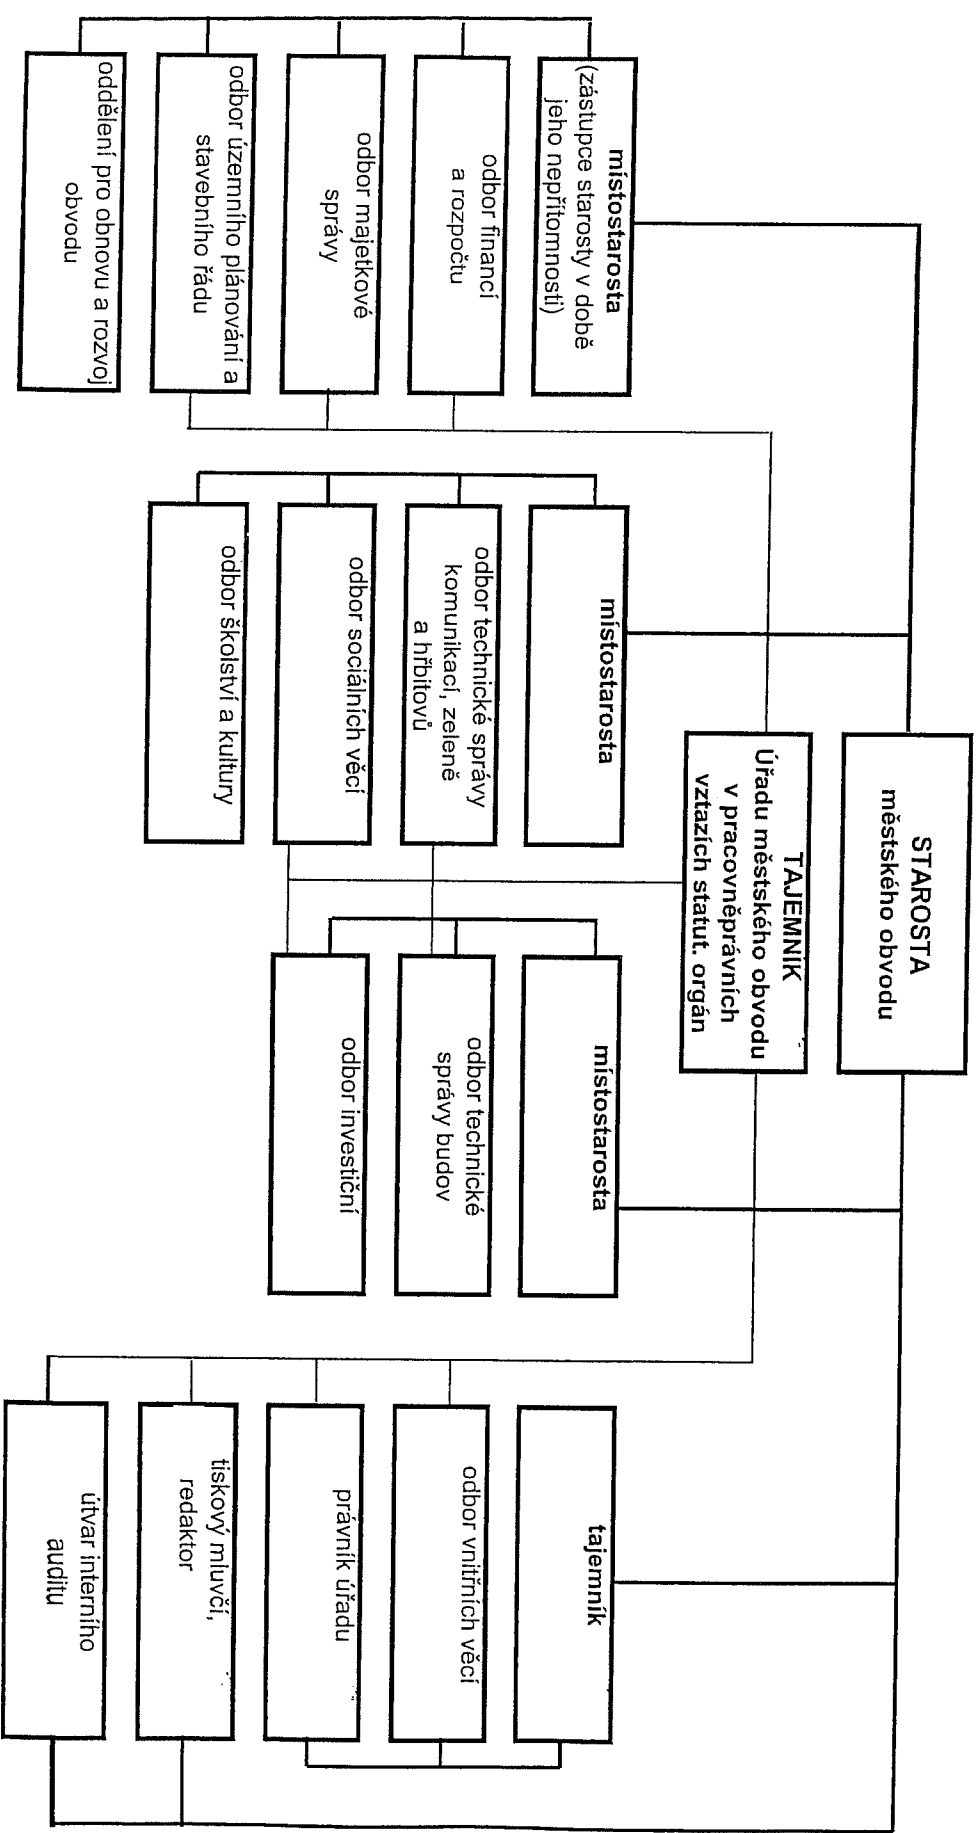 STAROSTA
městského obvodu
TAJEMNÍK
Úřadu městského obvodu
v pracovněprávních
vztazích statut. orgán
místostarosta
(zástupce starosty v době
jeho nepřítomnosti)
odbor financí
a rozpočtu
odbor majetkové
správy
odbor územního plánování a
stavebního řádu
oddělení pro obnovu a rozvoj
obvodu
místostarosta
odbor technické správy
komunikací, zeleně
a hřbitovů
odbor sociálních věcí
odbor školství a kultury
místostarosta
odbor technické
správy budov
odbor investiční
tajemník
odbor vnitřních věcí
právník úřadu
tiskový mluvčí,
redaktor
útvar interního
auditu